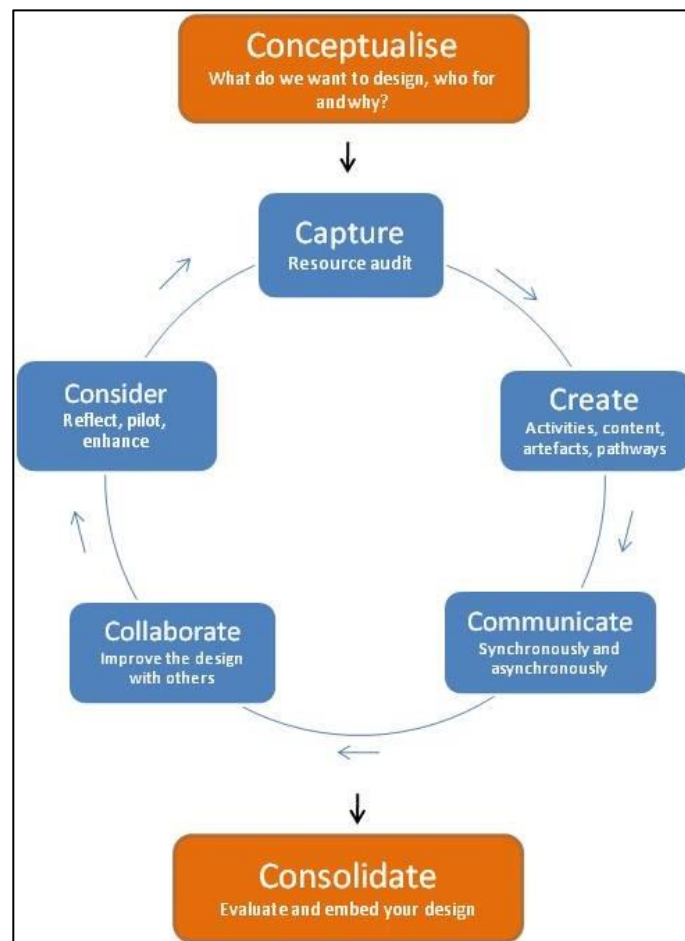 Conceptualise
What do we want to design, who for
and why?
Capture
Resource audit
Create
Activities, content,
artefacts, pathways
Communicate
Synchronously and
asynchronously
Collaborate
Improve the design
with others
Consider
Reflect, pilot,
enhance
Consolidate
Evaluate and embed your design